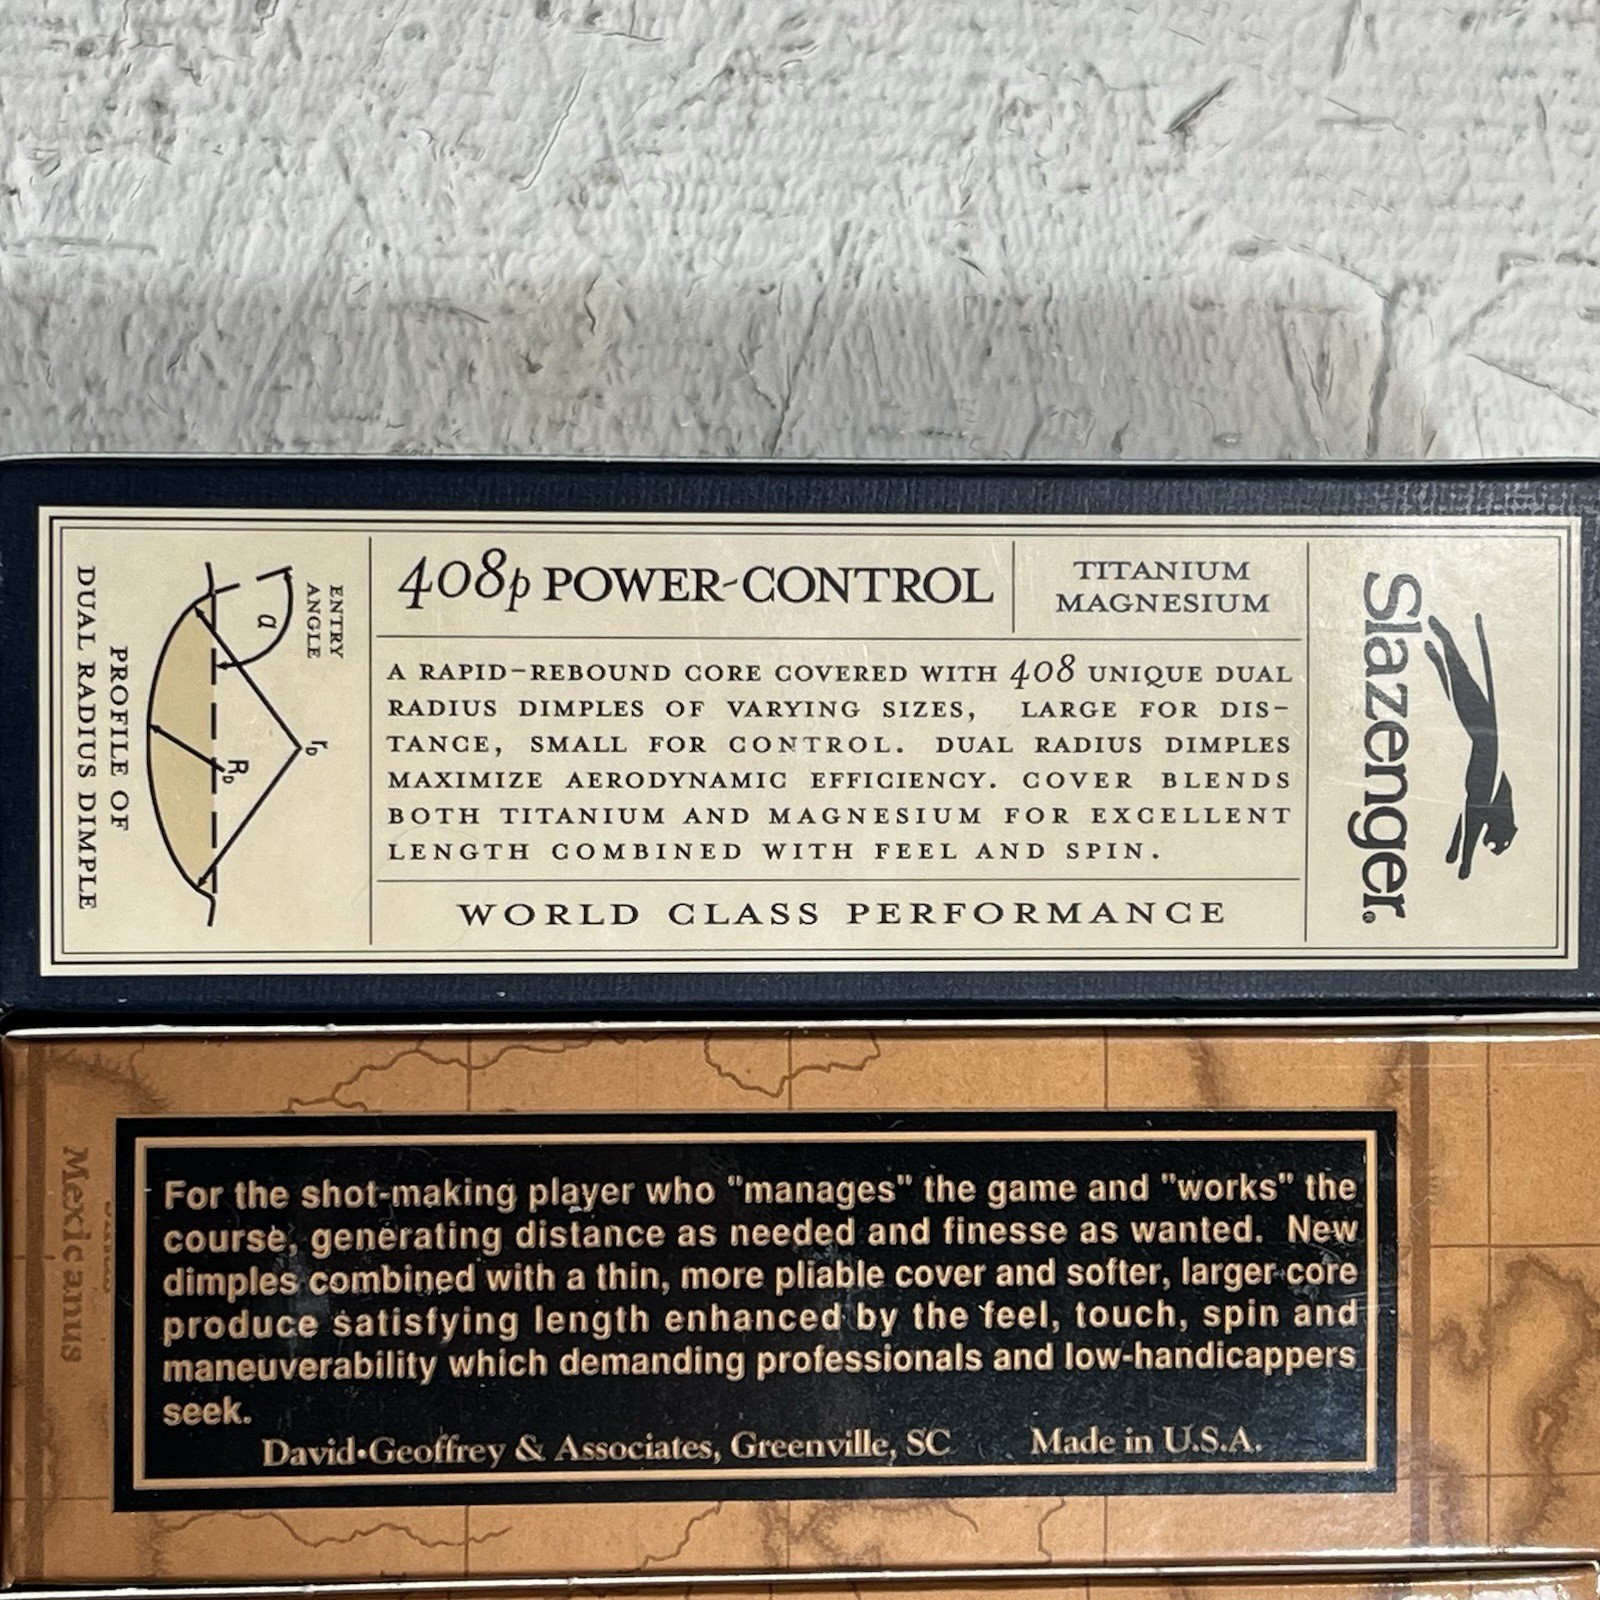 PROFILE OF
DUAL RADIUS DIMPLE
ENTRY
ANGLE
a
rD
RD
408p POWER-CONTROL
TITANIUM
MAGNESIUM
A RAPID-REBOUND CORE COVERED WITH 408 UNIQUE DUAL
RADIUS DIMPLES OF VARYING SIZES, LARGE FOR DIS-
TANCE, SMALL FOR CONTROL. DUAL RADIUS DIMPLES
MAXIMIZE AERODYNAMIC EFFICIENCY. COVER BLENDS
BOTH TITANIUM AND MAGNESIUM FOR EXCELLENT
LENGTH COMBINED WITH FEEL AND SPIN.
WORLD CLASS PERFORMANCE
Slazenger®
Mexicanus
For the shot-making player who "manages" the game and "works" the
course, generating distance as needed and finesse as wanted. New
dimples combined with a thin, more pliable cover and softer, larger core
produce satisfying length enhanced by the feel, touch, spin and
maneuverability which demanding professionals and low-handicappers
seek.
David•Geoffrey & Associates, Greenville, SC Made in U.S.A.